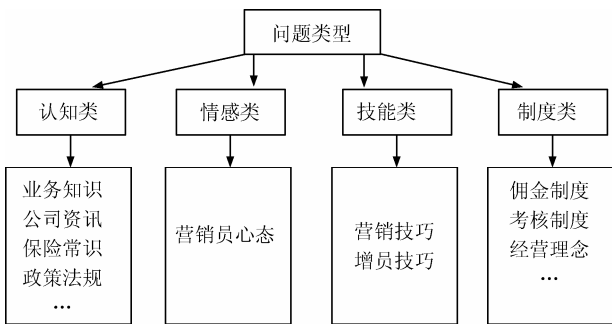 问题类型
认知类
情感类
技能类
制度类
业务知识
公司资讯
保险常识
政策法规
…
营销员心态
营销技巧
增员技巧
佣金制度
考核制度
经营理念
…